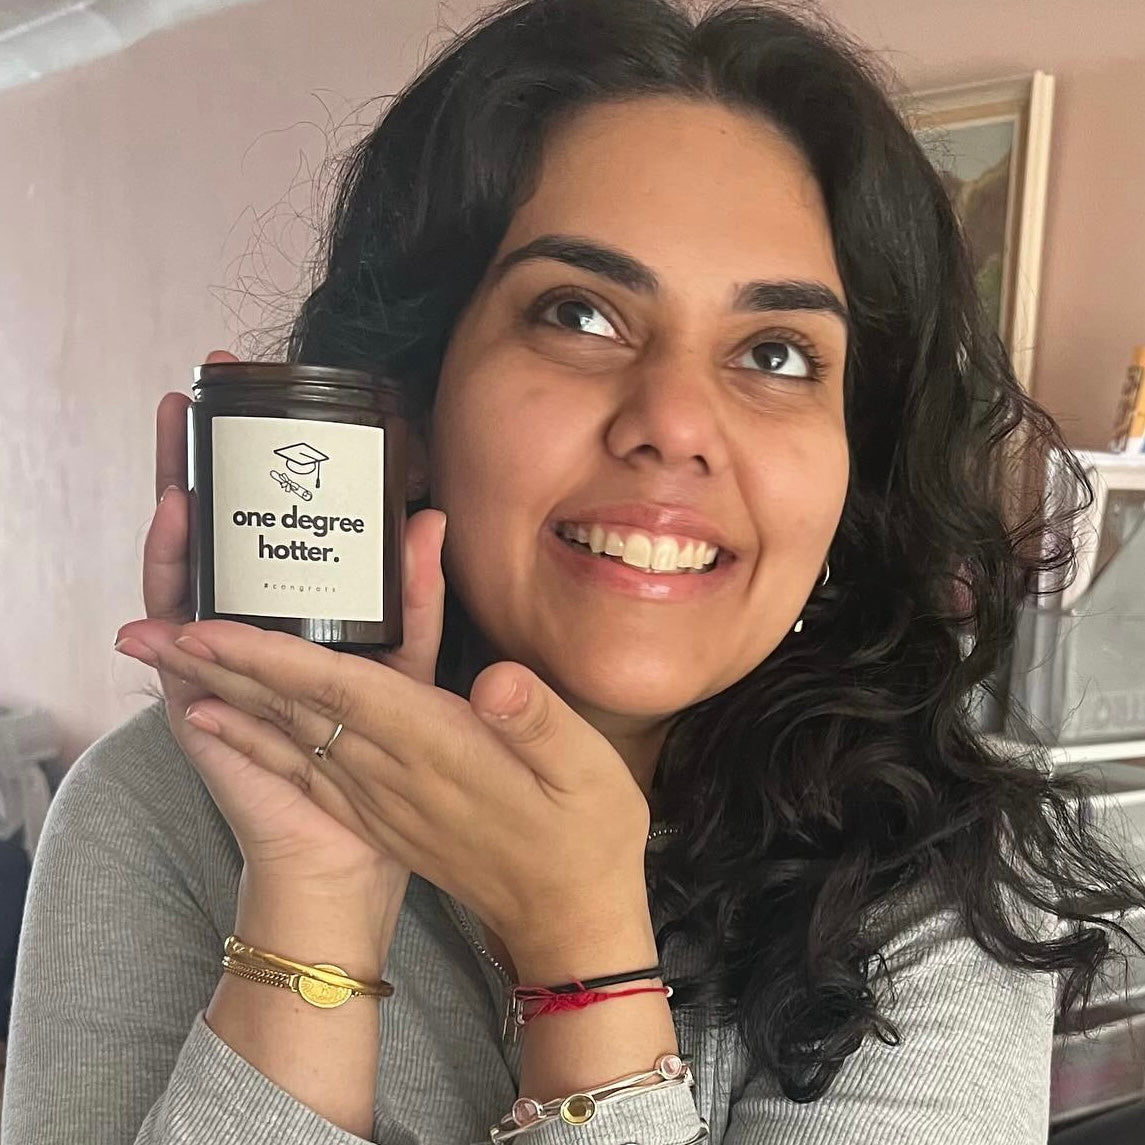 one degree
hotter.
#congrats